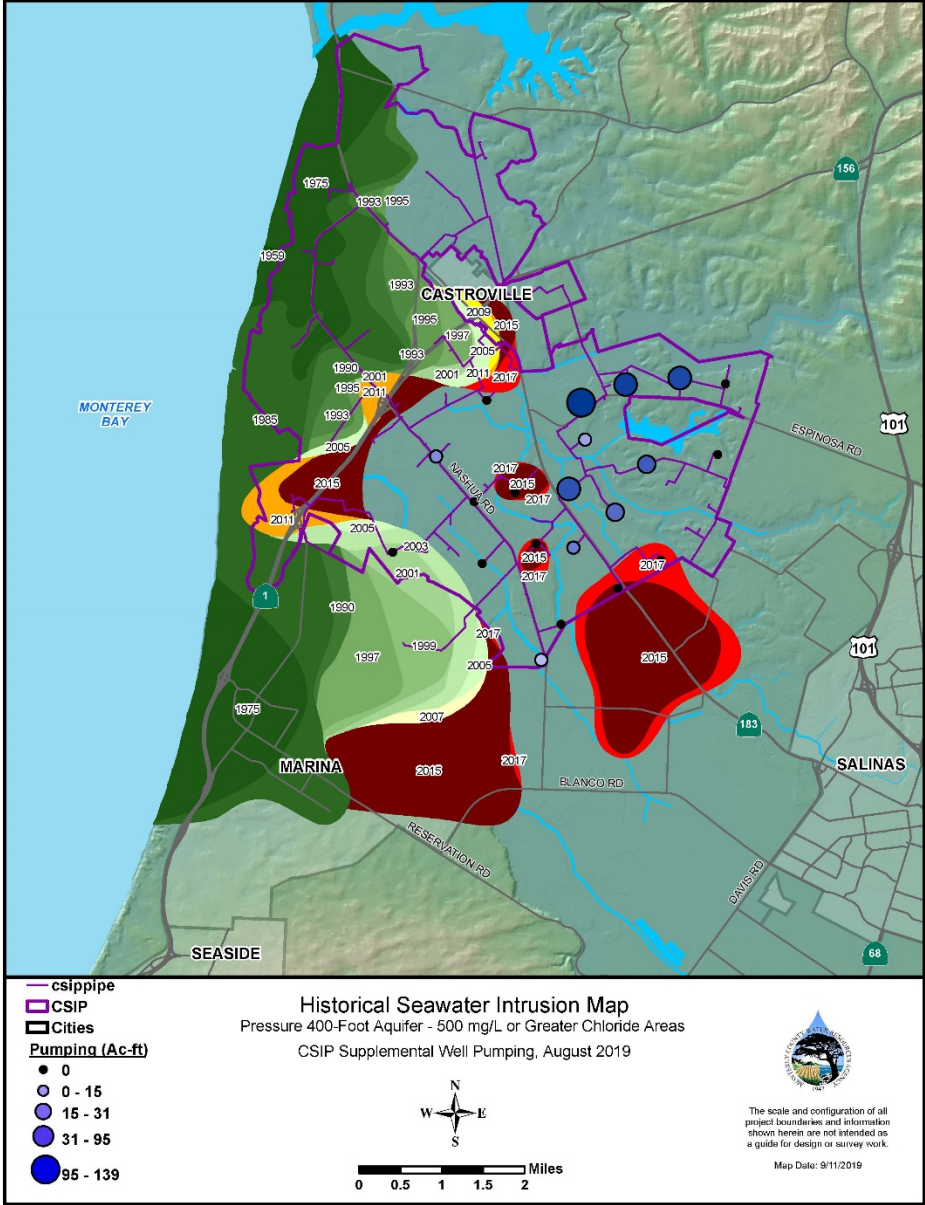 156
1975
1993
1995
1959
1993
CASTROVILLE
2009
1995
2015
1997
2005
1993
1990
2001
2001
2011
2017
1995
2011
MONTEREY
BAY
1985
1993
101
ESPINOSA RD
2005
NASHUA RD
2017
2015
2015
2017
2011
2005
2003
2015
2017
2017
2001
1
1990
1999
2017
1997
2005
2015
101
1975
2007
183
MARINA
2015
2017
SALINAS
BLANCO RD
RESERVATION RD
DAVIS RD
SEASIDE
68
csippipe
CSIP
Cities
Pumping (Ac-ft)
0
0 - 15
15 - 31
31 - 95
95 - 139
Historical Seawater Intrusion Map
Pressure 400-Foot Aquifer - 500 mg/L or Greater Chloride Areas
CSIP Supplemental Well Pumping, August 2019
N
W E
S
Miles
0 0.5 1 1.5 2
MONTEREY COUNTY WATER RESOURCES AGENCY
1947
The scale and configuration of all
project boundaries and information
shown herein are not intended as
a guide for design or survey work.
Map Date: 9/11/2019